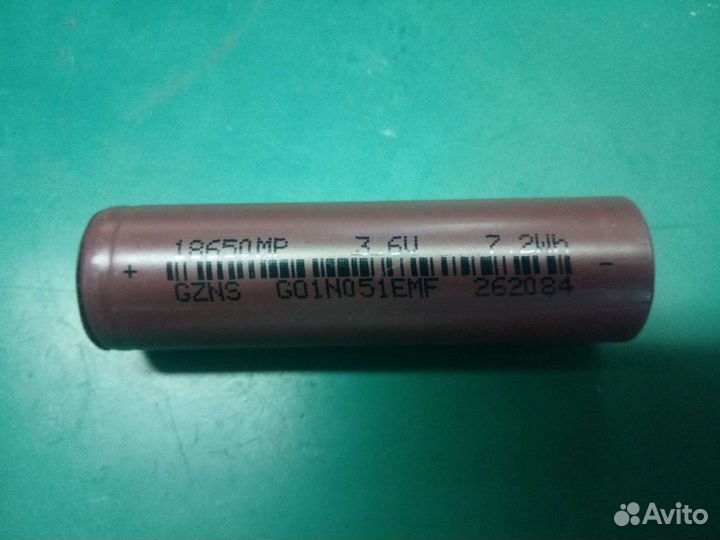 18650MP 3.6V 7.2Wh
+ -
GZNS G01N051EMF 262084
Avito